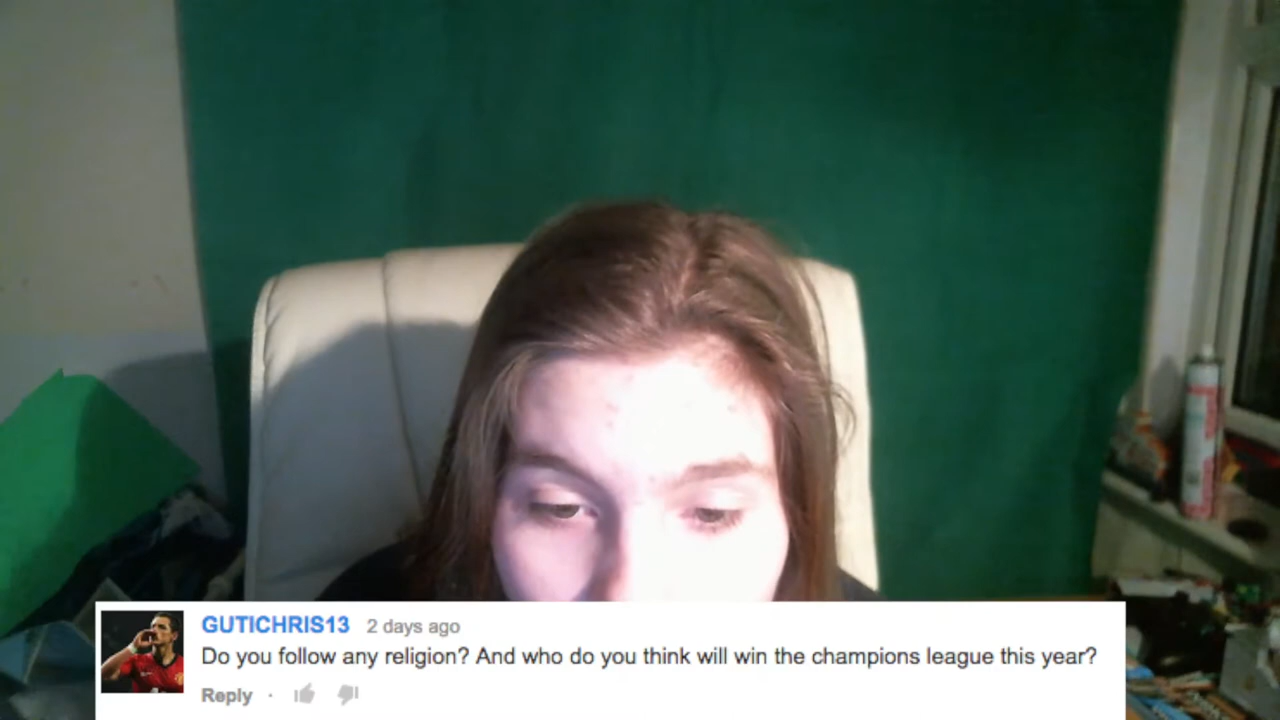 GUTICHRIS13 2 days ago
Do you follow any religion? And who do you think will win the champions league this year?
Reply ·